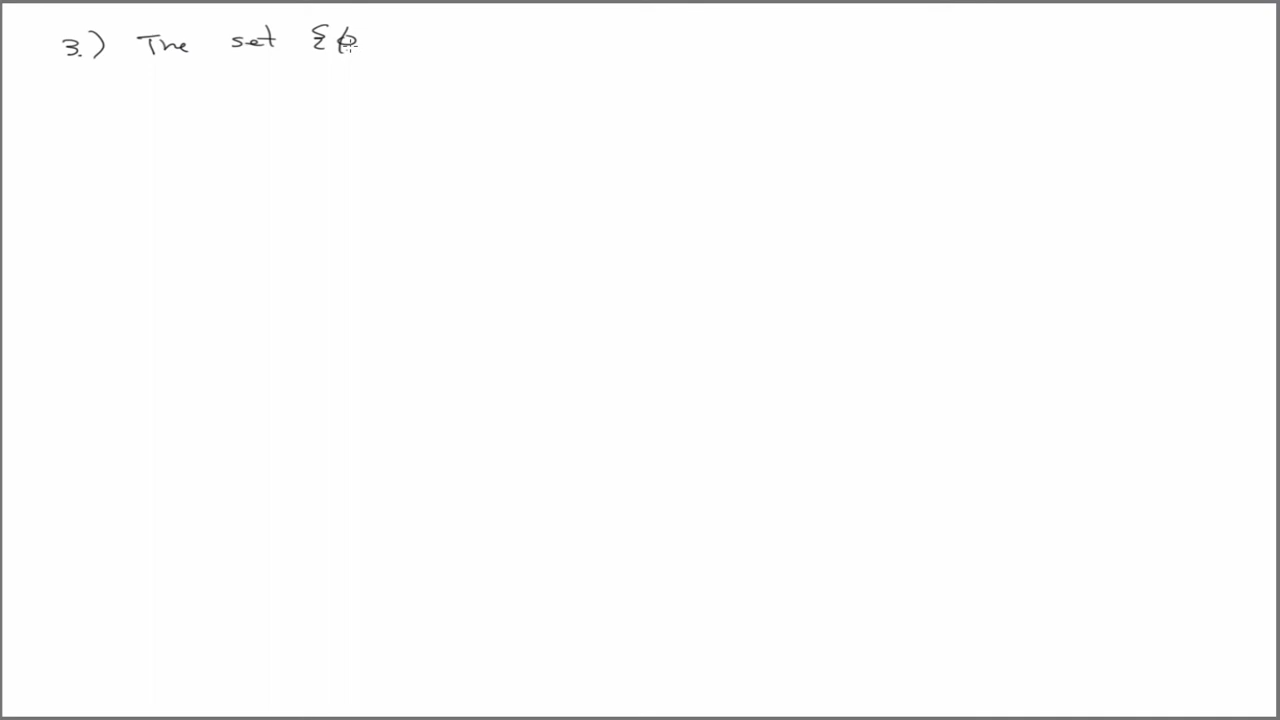 3.) The set {φ